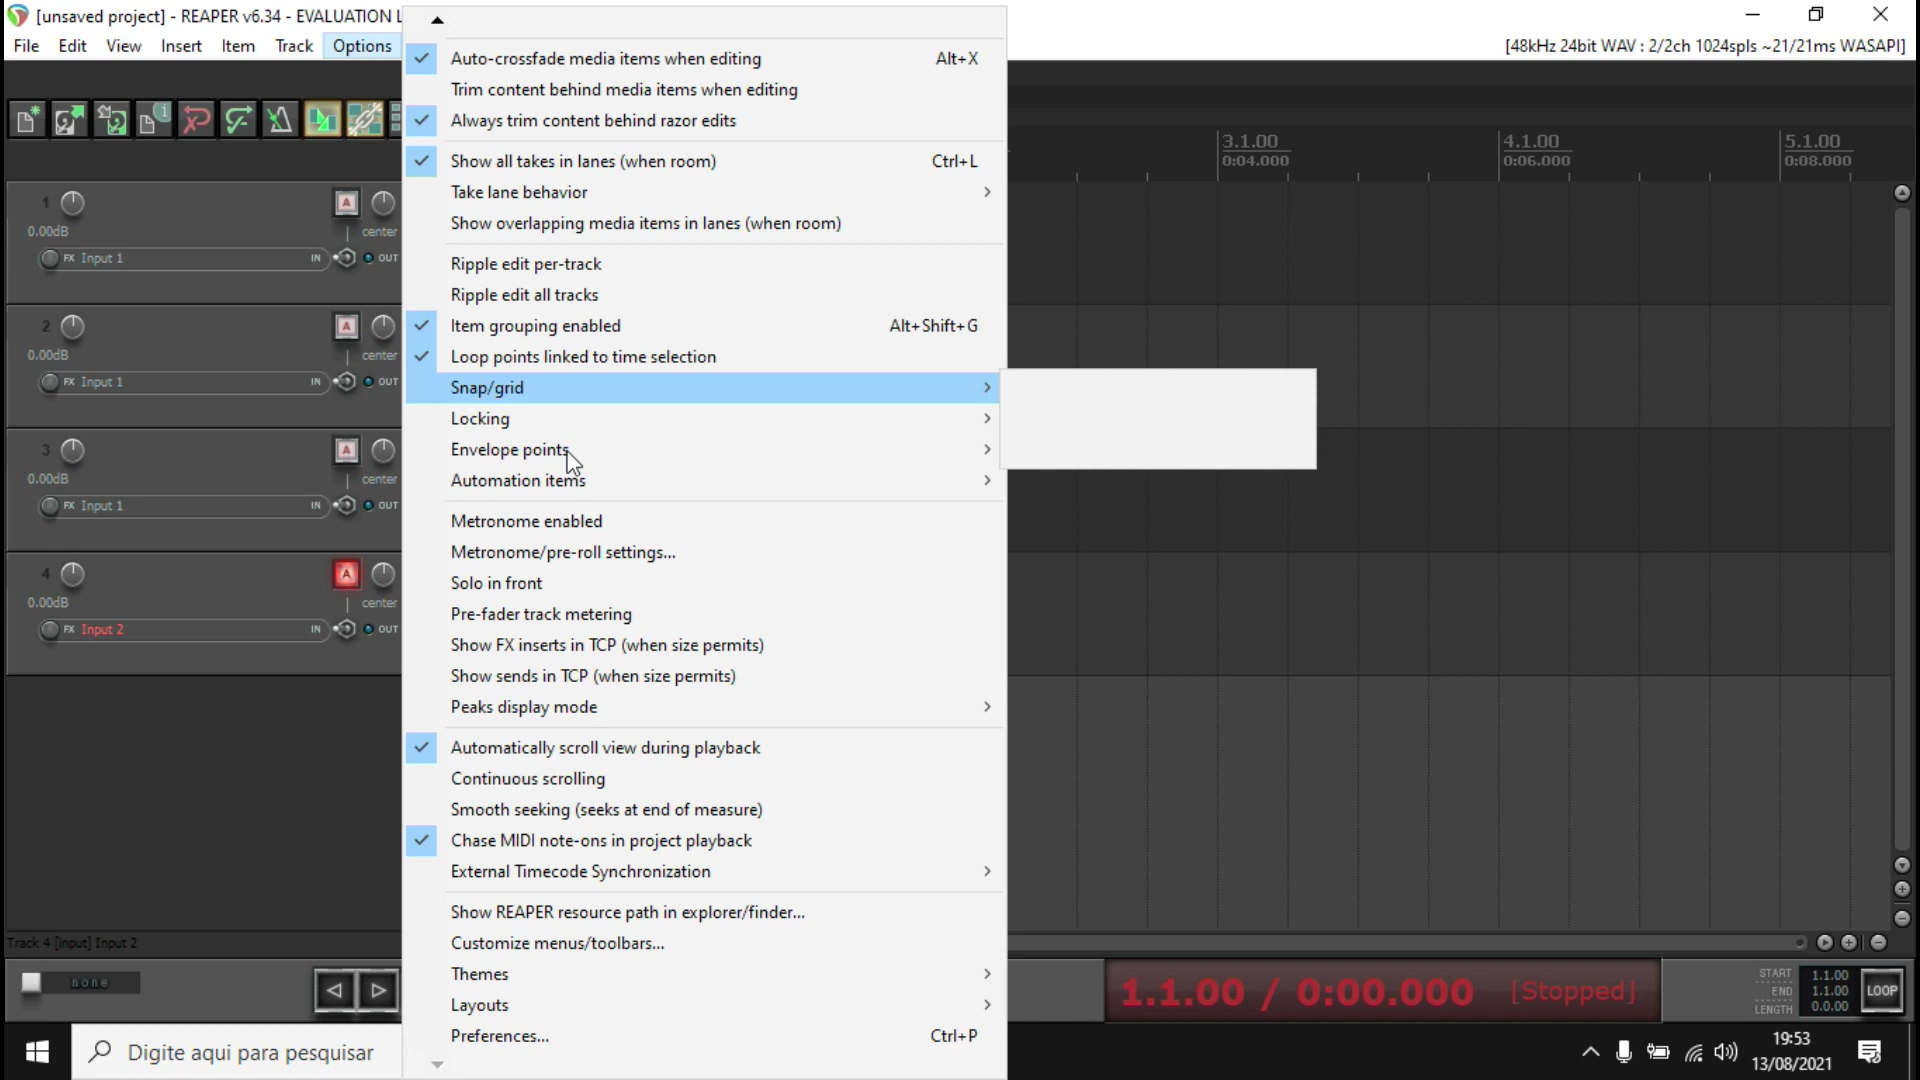 [unsaved project] - REAPER v6.34 - EVALUATION L
File Edit View Insert Item Track Options
[48kHz 24bit WAV : 2/2ch 1024spls ~21/21ms WASAPI]
Auto-crossfade media items when editing Alt+X
Trim content behind media items when editing
Always trim content behind razor edits
Show all takes in lanes (when room) Ctrl+L
Take lane behavior
Show overlapping media items in lanes (when room)
Ripple edit per-track
Ripple edit all tracks
Item grouping enabled Alt+Shift+G
Loop points linked to time selection
Snap/grid
Locking
Envelope points
Automation items
Metronome enabled
Metronome/pre-roll settings...
Solo in front
Pre-fader track metering
Show FX inserts in TCP (when size permits)
Show sends in TCP (when size permits)
Peaks display mode
Automatically scroll view during playback
Continuous scrolling
Smooth seeking (seeks at end of measure)
Chase MIDI note-ons in project playback
External Timecode Synchronization
Show REAPER resource path in explorer/finder...
Customize menus/toolbars...
Themes
Layouts
Preferences... Ctrl+P
3.1.00 4.1.00 5.1.00
0:04.000 0:06.000 0:08.000
1 A
0.00dB center
FX Input 1 IN OUT
2 A
0.00dB center
FX Input 1 IN OUT
3 A
0.00dB center
FX Input 1 IN OUT
4 A
0.00dB center
FX Input 2 IN OUT
Track 4 [input] Input 2
none
1.1.00 / 0:00.000 [Stopped]
START 1.1.00
END 1.1.00
LENGTH 0.0.00
LOOP
Digite aqui para pesquisar
19:53
13/08/2021